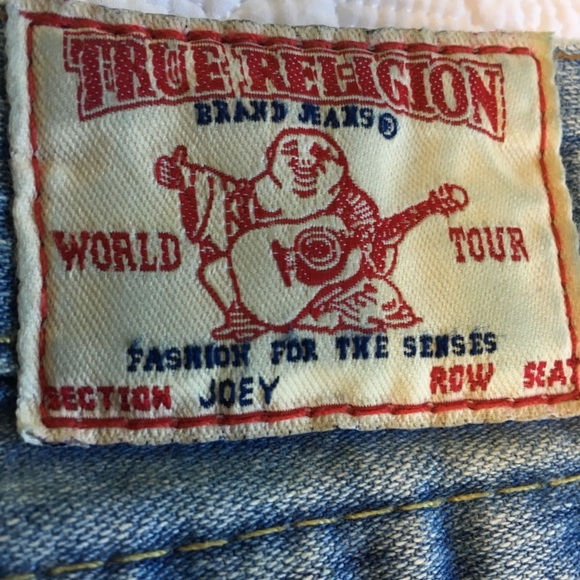 TRUE RELIGION
BRAND JEANS®
WORLD TOUR
FASHION FOR THE SENSES
SECTION JOEY ROW SEAT